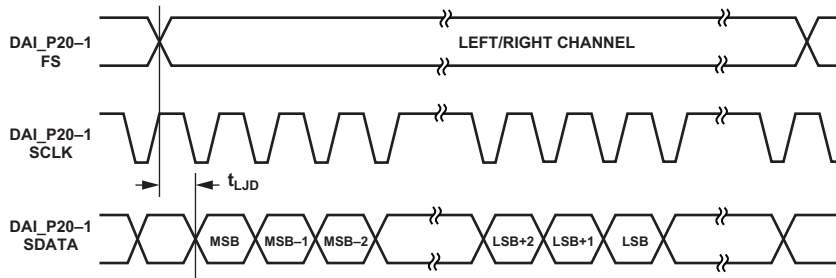 DAI_P20–1
FS
LEFT/RIGHT CHANNEL
DAI_P20–1
SCLK
tLJD
DAI_P20–1
SDATA
MSB MSB–1 MSB–2 LSB+2 LSB+1 LSB